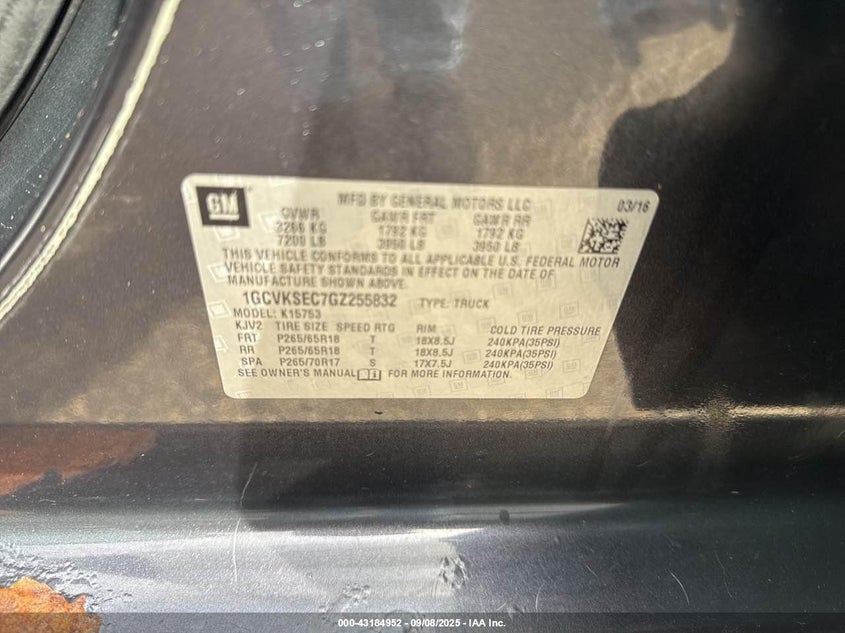 GM
MFD BY GENERAL MOTORS LLC
03/16
GVWR GAWR FRT GAWR RR
3266 KG 1792 KG 1792 KG
7200 LB 3950 LB 3950 LB
THIS VEHICLE CONFORMS TO ALL APPLICABLE U.S. FEDERAL MOTOR
VEHICLE SAFETY STANDARDS IN EFFECT ON THE DATE OF
MANUFACTURE SHOWN ABOVE.
1GCVKSEC7GZ255832 TYPE: TRUCK
MODEL: K15753
KJV2 TIRE SIZE SPEED RTG RIM COLD TIRE PRESSURE
FRT P265/65R18 T 18X8.5J 240KPA(35PSI)
RR P265/65R18 T 18X8.5J 240KPA(35PSI)
SPA P265/70R17 S 17X7.5J 240KPA(35PSI)
SEE OWNER'S MANUAL FOR MORE INFORMATION.
000-43184952 - 09/08/2025 - IAA Inc.